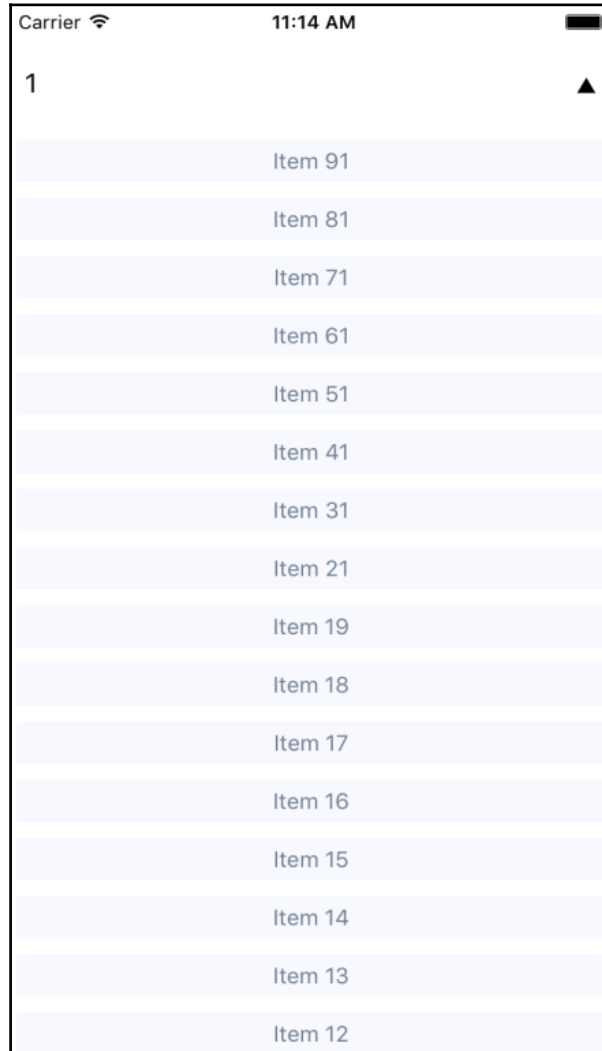 Carrier 11:14 AM
1 ▲
Item 91
Item 81
Item 71
Item 61
Item 51
Item 41
Item 31
Item 21
Item 19
Item 18
Item 17
Item 16
Item 15
Item 14
Item 13
Item 12